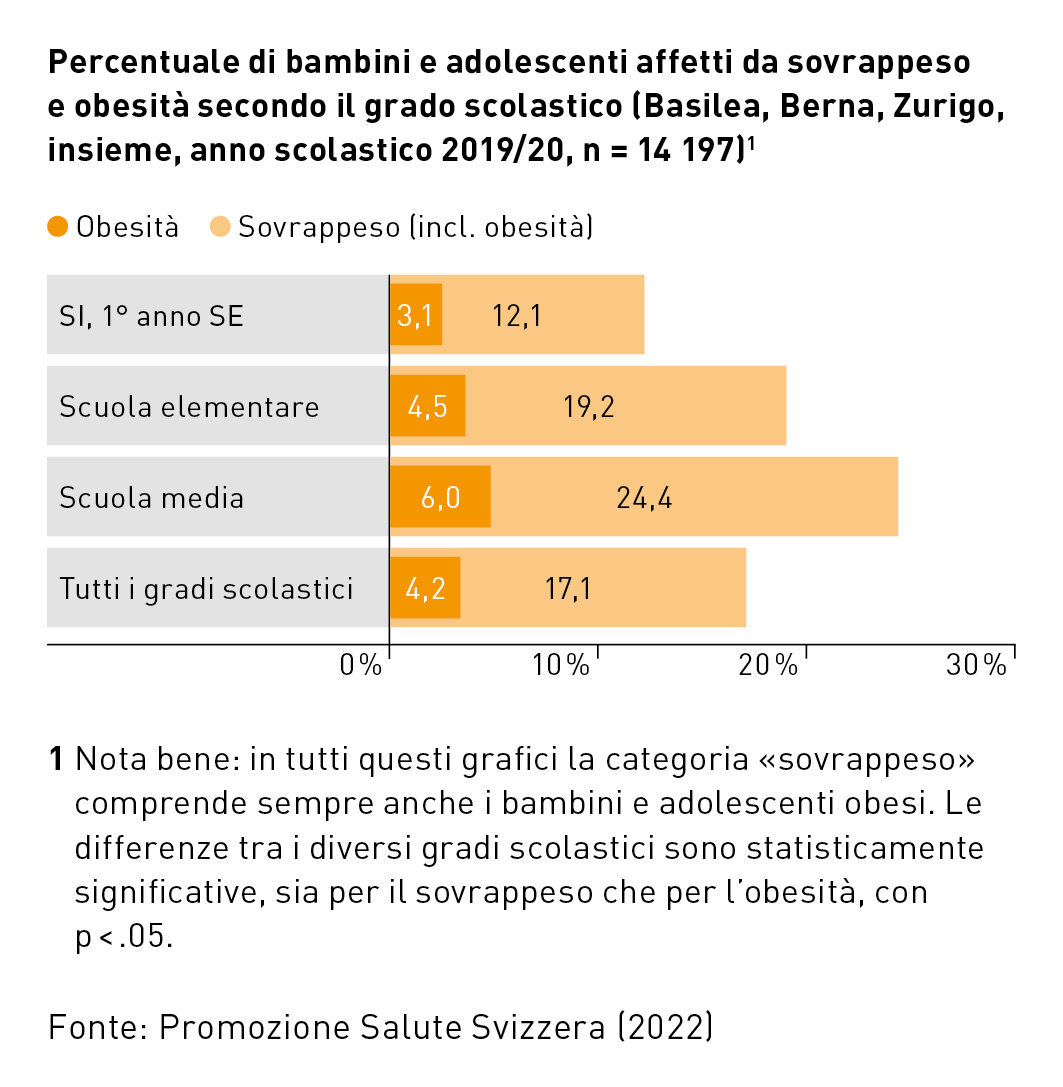 Percentuale di bambini e adolescenti affetti da sovrappeso
e obesità secondo il grado scolastico (Basilea, Berna, Zurigo,
insieme, anno scolastico 2019/20, n = 14 197)¹
Obesità Sovrappeso (incl. obesità)
SI, 1° anno SE 3,1 12,1
Scuola elementare 4,5 19,2
Scuola media 6,0 24,4
Tutti i gradi scolastici 4,2 17,1
0% 10% 20% 30%
1 Nota bene: in tutti questi grafici la categoria «sovrappeso»
comprende sempre anche i bambini e adolescenti obesi. Le
differenze tra i diversi gradi scolastici sono statisticamente
significative, sia per il sovrappeso che per l’obesità, con
p < .05.
Fonte: Promozione Salute Svizzera (2022)